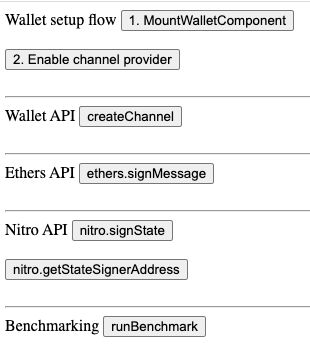 Wallet setup flow 1. MountWalletComponent
2. Enable channel provider
Wallet API createChannel
Ethers API ethers.signMessage
Nitro API nitro.signState
nitro.getStateSignerAddress
Benchmarking runBenchmark